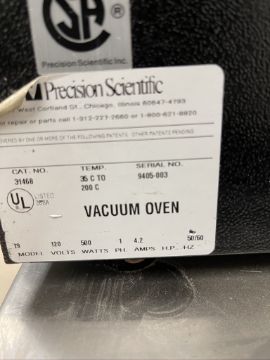 SA
Precision Scientific Inc.
Precision Scientific
West Cortland St., Chicago, Illinois 60647-4193
or repair or parts call 1-312-227-2660 or 1-800-621-8820
COVERED BY ONE OR MORE OF THE FOLLOWING PATENTS. OTHER PATENTS PENDING
CAT. NO. TEMP. SERIAL NO.
31468 35 C TO 9405-003
200 C
UL LISTED
VACUUM OVEN
19 120 500 1 4.2 50/60
MODEL VOLTS WATTS PH. AMPS H.P. HZ